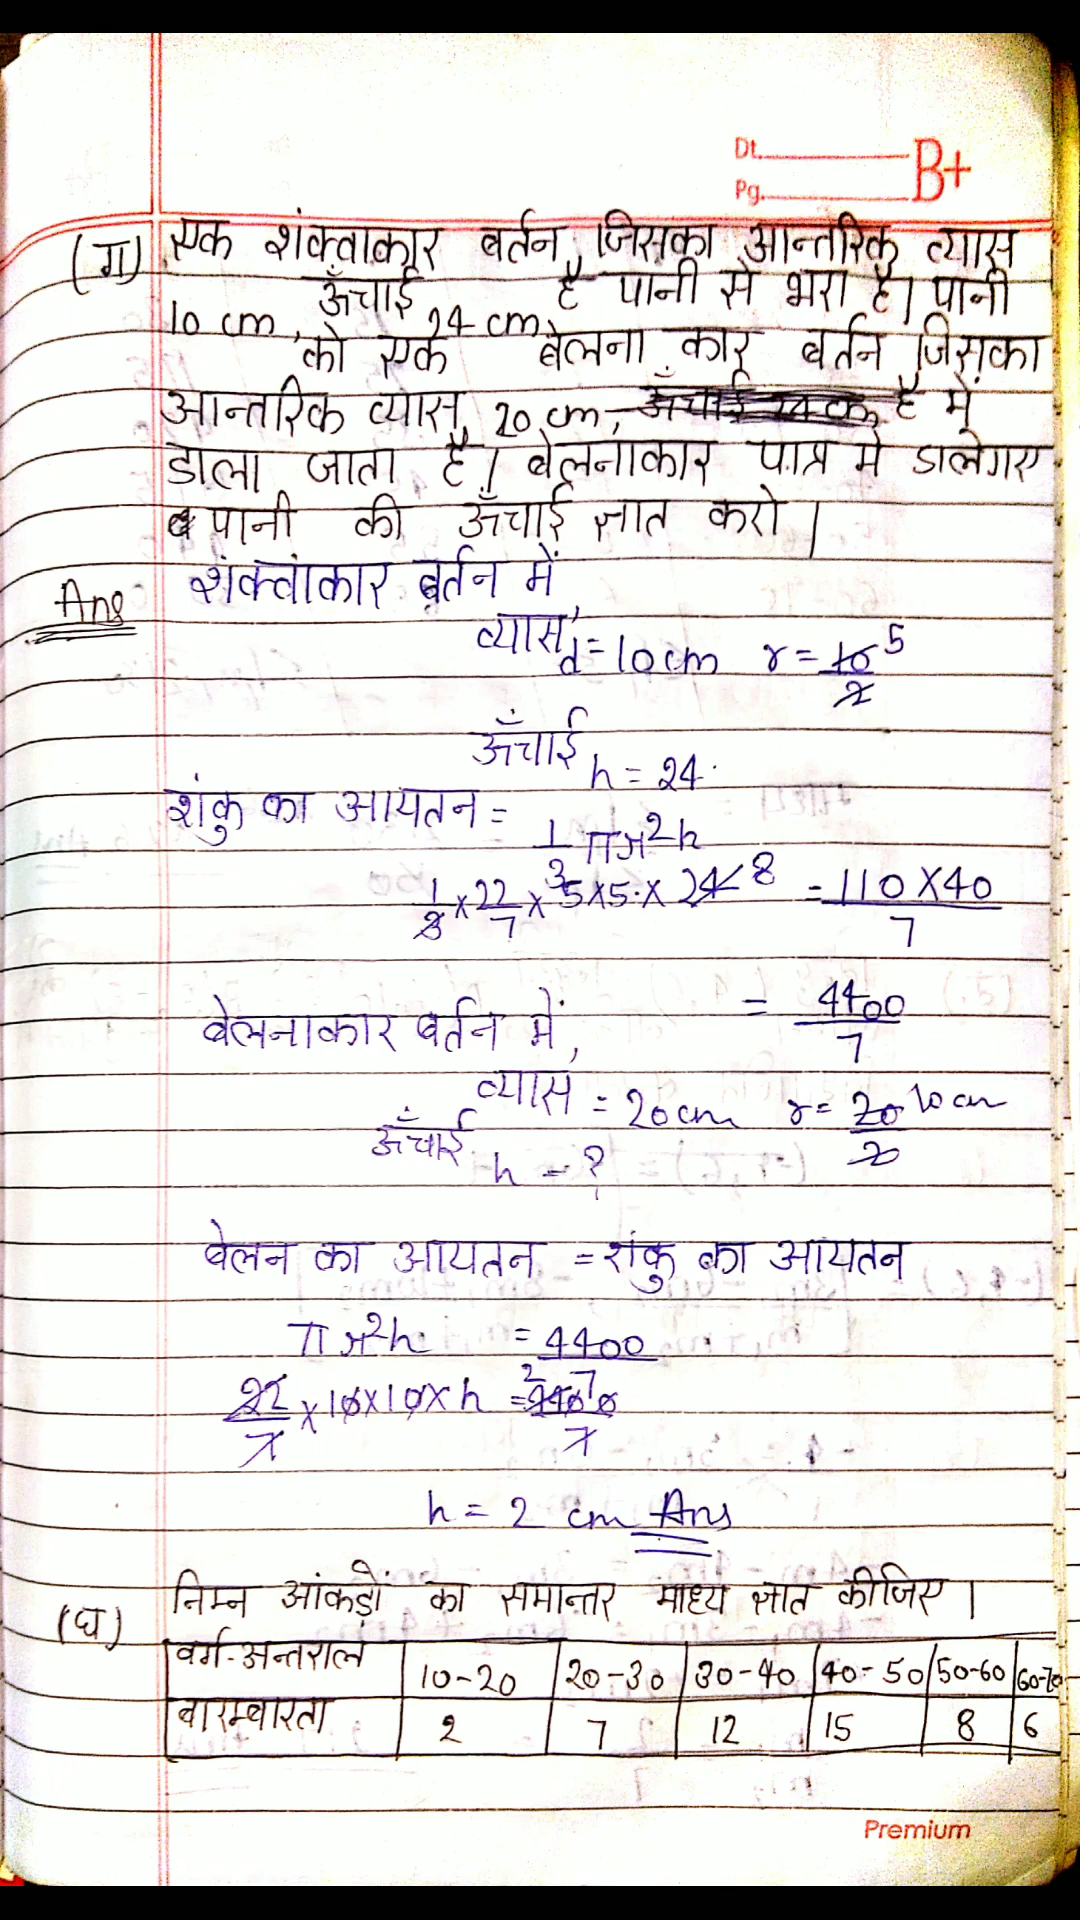 Dt.
Pg.
B+
(ग) एक शंक्वाकार बर्तन, जिसका आन्तरिक व्यास
10 cm, ऊँचाई 24 cm है पानी से भरा है। पानी
को एक बेलनाकार बर्तन जिसका
आन्तरिक व्यास, 20 cm, है में
डाला जाता है। बेलनाकार पात्र में डालेगए
पानी की ऊँचाई ज्ञात करो।
Ans शंक्वांकार बर्तन में
व्यास, d = 10 cm r = 10/2 5
ऊँचाई h = 24
शंकु का आयतन = 1/3 πr²h
1/3 × 22/7 × 5 × 5 × 24 8 = 110 × 40/7
= 4400/7
बेलनाकार बर्तन में,
व्यास = 20 cm r = 20/2 10 cm
ऊँचाई h = ?
बेलन का आयतन = शंकु का आयतन
πr²h = 4400/7
22/7 × 10 × 10 × h = 4400/7 2
h = 2 cm Ans
(घ) निम्न आंकड़ों का समान्तर माध्य ज्ञात कीजिए।
वर्ग-अन्तराल 10-20 20-30 30-40 40-50 50-60 60-70
बारम्बारता 2 7 12 15 8 6
Premium